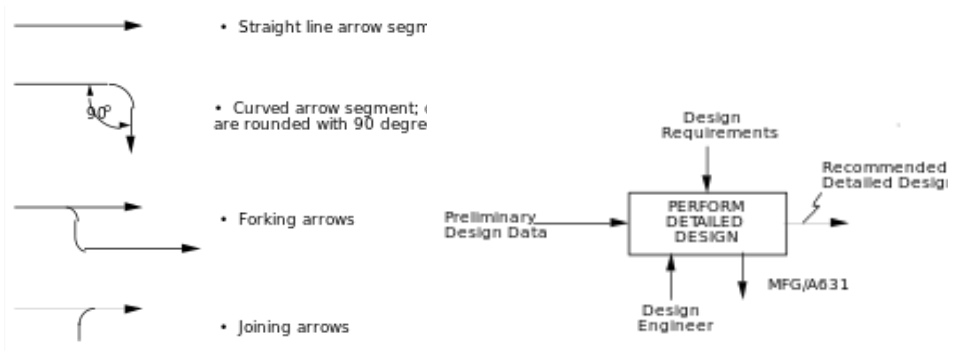 • Straight line arrow segm
90°
• Curved arrow segment;
are rounded with 90 degre
• Forking arrows
• Joining arrows
Design
Requirements
Recommended
Detailed Desig
PERFORM
DETAILED
DESIGN
Preliminary
Design Data
MFG/A631
Design
Engineer